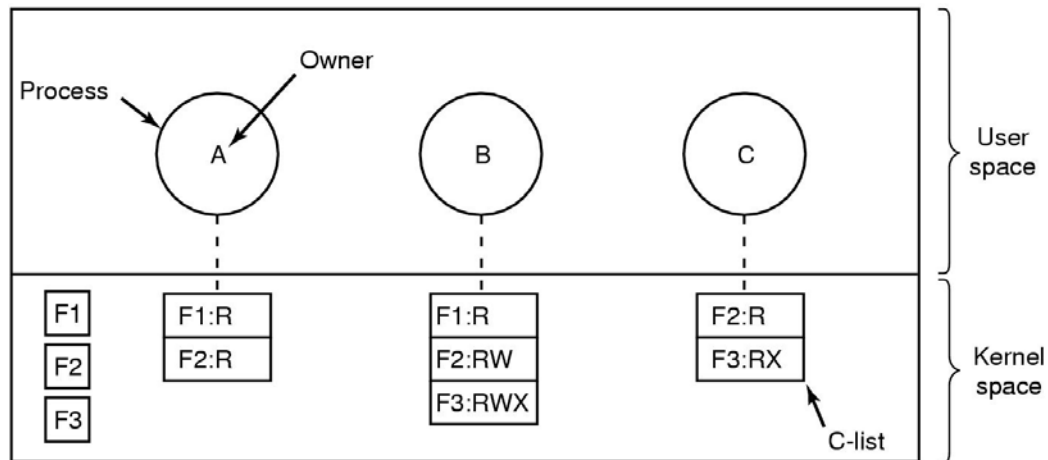 Owner
Process
A
B
C
User
space
F1
F2
F3
F1:R
F2:R
F1:R
F2:RW
F3:RWX
F2:R
F3:RX
C-list
Kernel
space